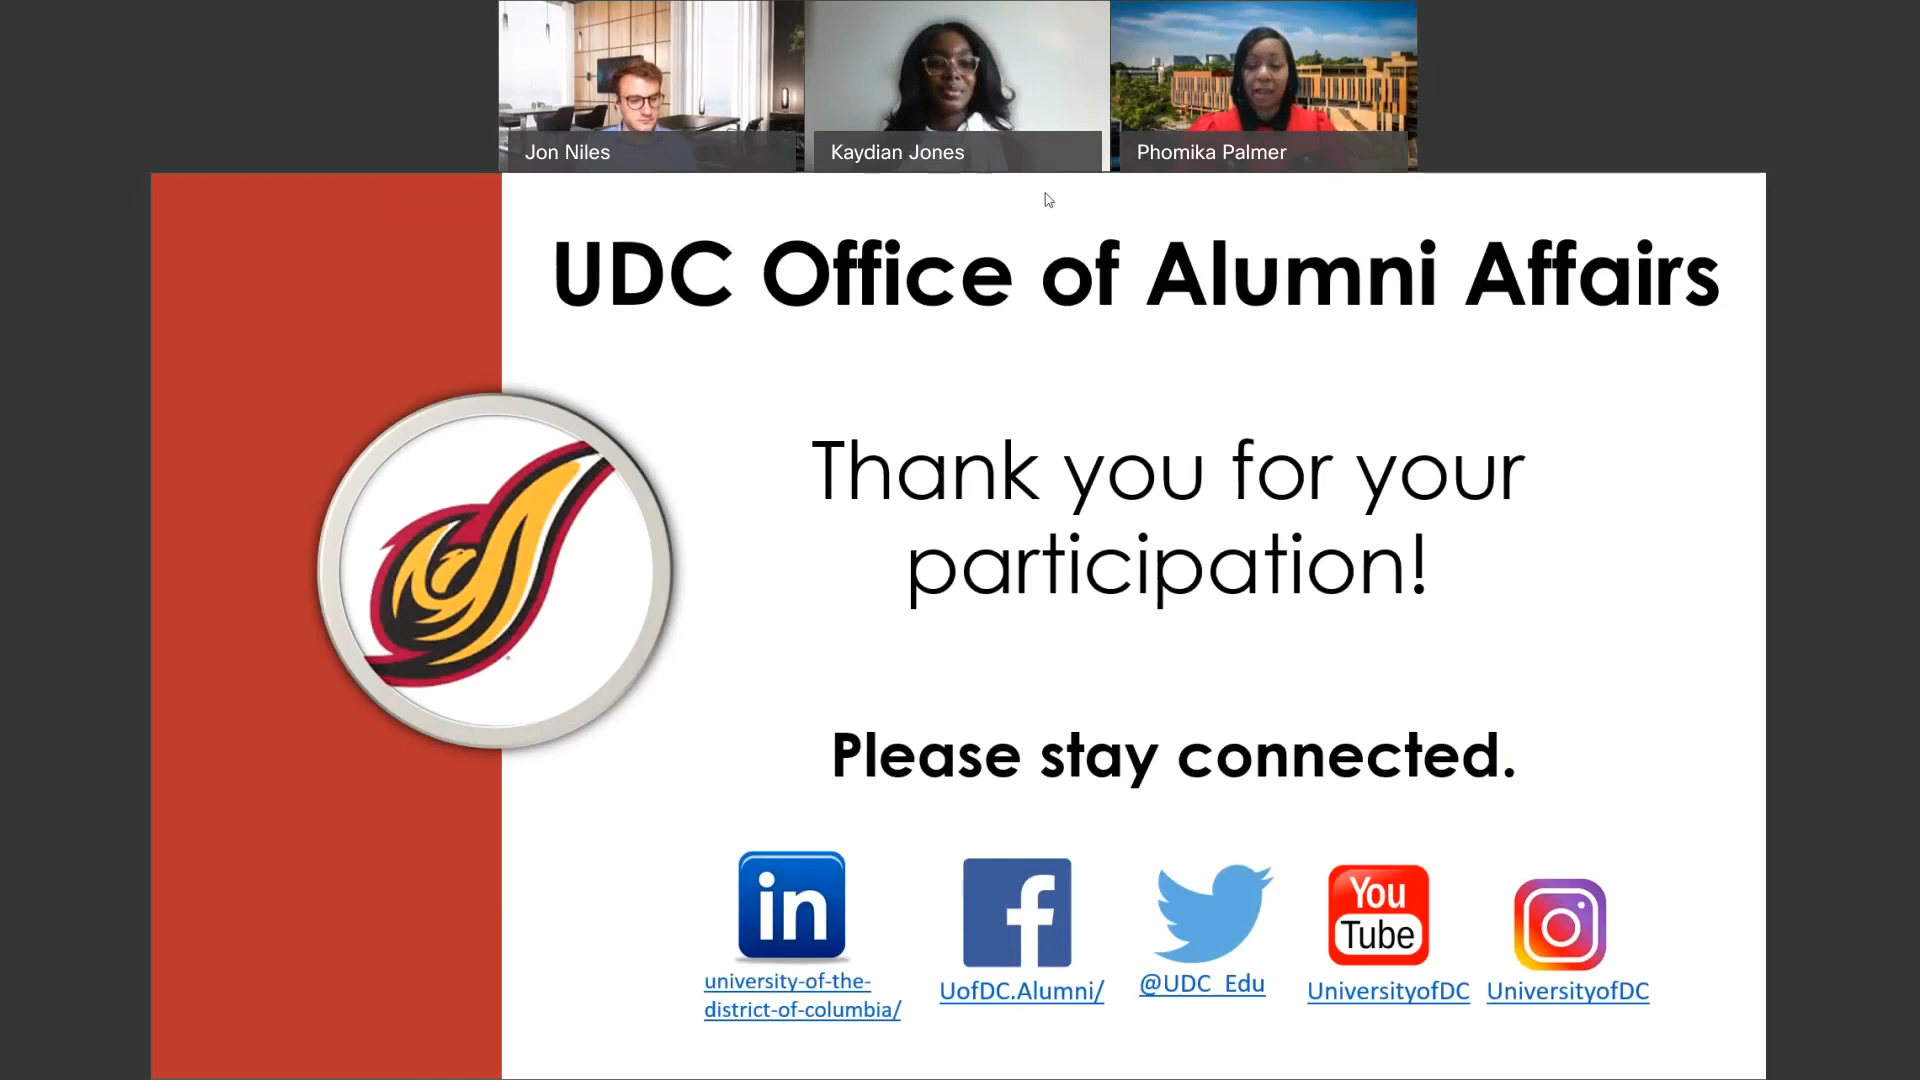 Jon Niles
Kaydian Jones
Phomika Palmer
UDC Office of Alumni Affairs
Thank you for your
participation!
Please stay connected.
in
f
You
Tube
university-of-the-
district-of-columbia/
UofDC.Alumni/
@UDC_Edu
UniversityofDC
UniversityofDC